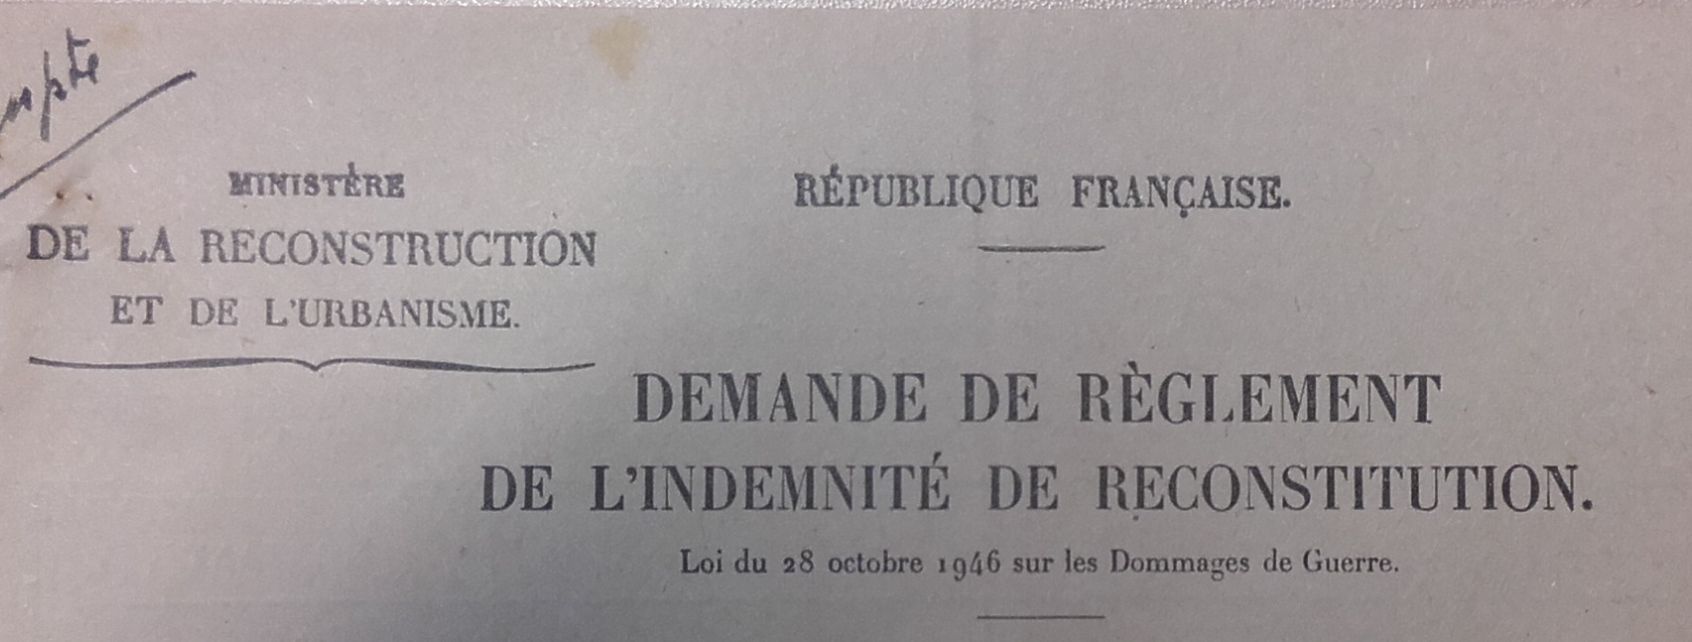 MINISTÈRE
DE LA RECONSTRUCTION
ET DE L'URBANISME.
RÉPUBLIQUE FRANÇAISE.
DEMANDE DE RÈGLEMENT
DE L'INDEMNITÉ DE RECONSTITUTION.
Loi du 28 octobre 1946 sur les Dommages de Guerre.